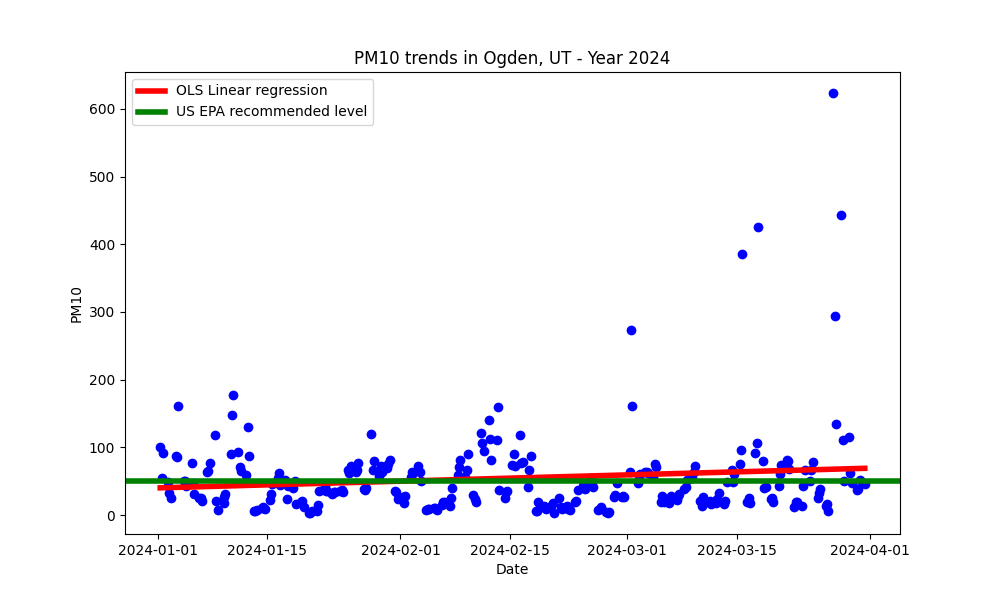 PM10 trends in Ogden, UT - Year 2024
OLS Linear regression
US EPA recommended level
600
500
400
300
200
100
0
PM10
2024-01-01 2024-01-15 2024-02-01 2024-02-15 2024-03-01 2024-03-15 2024-04-01
Date